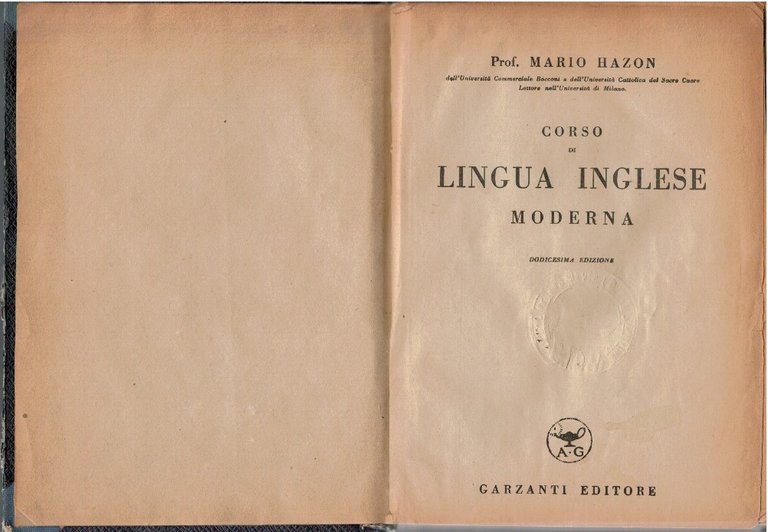 Prof. MARIO HAZON
dell'Università Commerciale Bocconi e dell'Università Cattolica del Sacro Cuore
Lettore nell'Università di Milano.
CORSO
DI
LINGUA INGLESE
MODERNA
DODICESIMA EDIZIONE
A·G
GARZANTI EDITORE